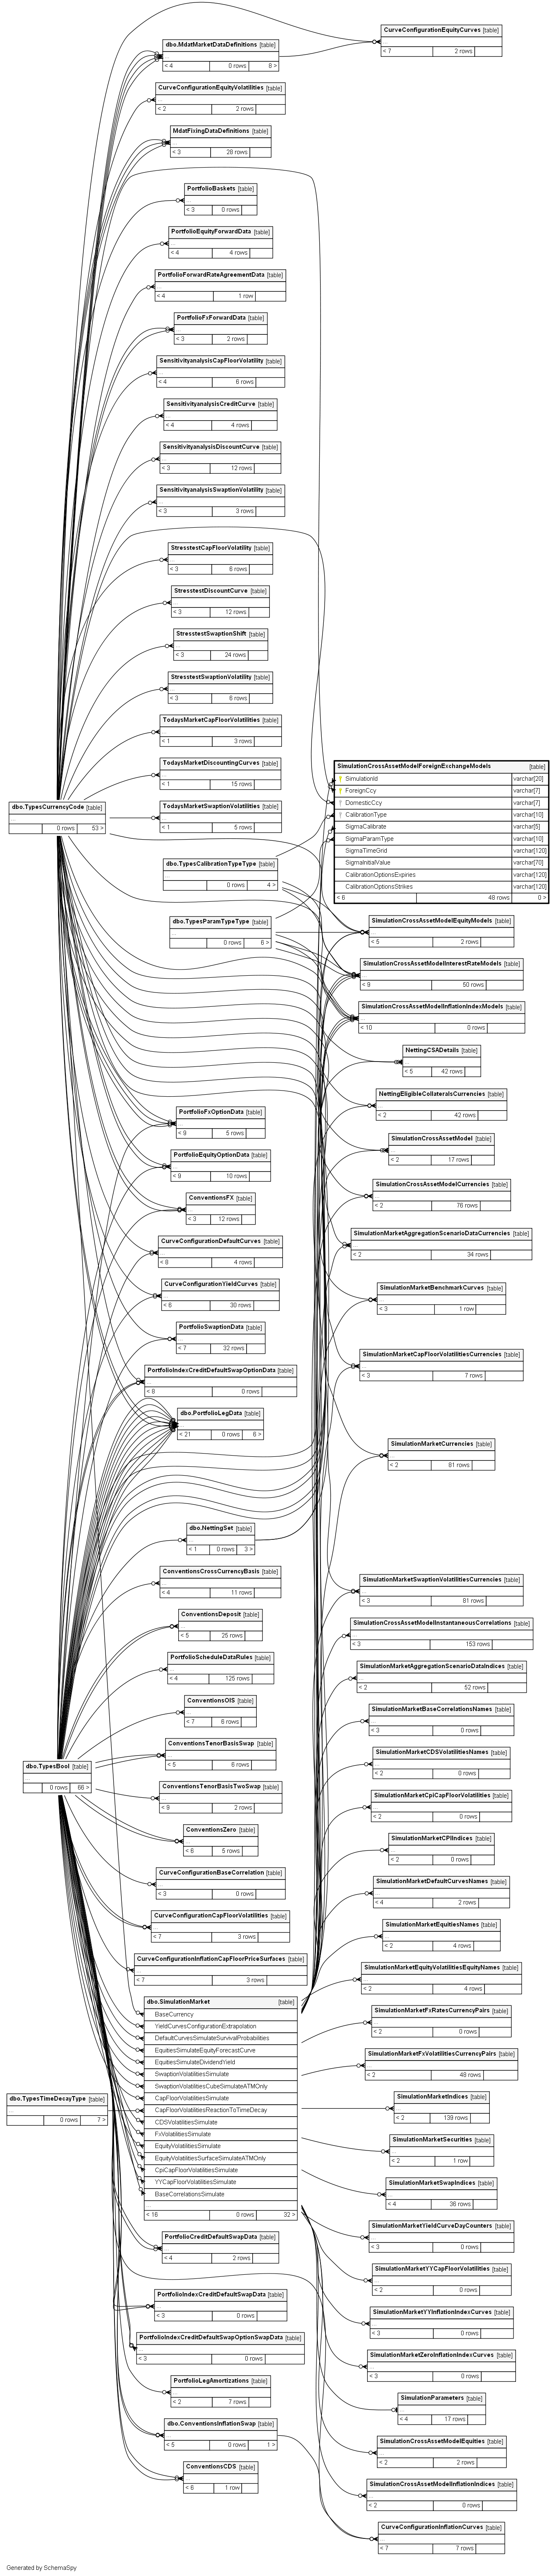 CurveConfigurationEquityCurves [table]
...
< 7 2 rows
dbo.MdatMarketDataDefinitions [table]
...
< 4 0 rows 8 >
CurveConfigurationEquityVolatilities [table]
...
< 2 2 rows
MdatFixingDataDefinitions [table]
...
< 3 28 rows
PortfolioBaskets [table]
...
< 3 0 rows
PortfolioEquityForwardData [table]
...
< 4 4 rows
PortfolioForwardRateAgreementData [table]
...
< 4 1 row
PortfolioFxForwardData [table]
...
< 3 2 rows
SensitivityanalysisCapFloorVolatility [table]
...
< 4 6 rows
SensitivityanalysisCreditCurve [table]
...
< 4 4 rows
SensitivityanalysisDiscountCurve [table]
...
< 3 12 rows
SensitivityanalysisSwaptionVolatility [table]
...
< 3 3 rows
StresstestCapFloorVolatility [table]
...
< 3 6 rows
StresstestDiscountCurve [table]
...
< 3 12 rows
StresstestSwaptionShift [table]
...
< 3 24 rows
StresstestSwaptionVolatility [table]
...
< 3 6 rows
TodaysMarketCapFloorVolatilities [table]
...
< 1 3 rows
TodaysMarketDiscountingCurves [table]
...
< 1 15 rows
TodaysMarketSwaptionVolatilities [table]
...
< 1 5 rows
dbo.TypesCurrencyCode [table]
...
0 rows 53 >
SimulationCrossAssetModelForeignExchangeModels [table]
SimulationId varchar[20]
ForeignCcy varchar[7]
DomesticCcy varchar[7]
CalibrationType varchar[10]
SigmaCalibrate varchar[5]
SigmaParamType varchar[10]
SigmaTimeGrid varchar[120]
SigmaInitialValue varchar[70]
CalibrationOptionsExpiries varchar[120]
CalibrationOptionsStrikes varchar[120]
< 6 48 rows 0 >
dbo.TypesCalibrationTypeType [table]
...
0 rows 4 >
dbo.TypesParamTypeType [table]
...
0 rows 6 >
SimulationCrossAssetModelEquityModels [table]
...
< 5 2 rows
SimulationCrossAssetModelInterestRateModels [table]
...
< 9 50 rows
SimulationCrossAssetModelInflationIndexModels [table]
...
< 10 0 rows
NettingCSADetails [table]
...
< 5 42 rows
NettingEligibleCollateralsCurrencies [table]
...
< 2 42 rows
SimulationCrossAssetModel [table]
...
< 2 17 rows
SimulationCrossAssetModelCurrencies [table]
...
< 2 76 rows
SimulationMarketAggregationScenarioDataCurrencies [table]
...
< 2 34 rows
SimulationMarketBenchmarkCurves [table]
...
< 3 1 row
SimulationMarketCapFloorVolatilitiesCurrencies [table]
...
< 3 7 rows
SimulationMarketCurrencies [table]
...
< 2 81 rows
SimulationMarketSwaptionVolatilitiesCurrencies [table]
...
< 3 81 rows
PortfolioFxOptionData [table]
...
< 9 5 rows
PortfolioEquityOptionData [table]
...
< 9 10 rows
ConventionsFX [table]
...
< 3 12 rows
CurveConfigurationDefaultCurves [table]
...
< 8 4 rows
CurveConfigurationYieldCurves [table]
...
< 6 30 rows
PortfolioSwaptionData [table]
...
< 7 32 rows
PortfolioIndexCreditDefaultSwapOptionData [table]
...
< 8 0 rows
dbo.PortfolioLegData [table]
...
< 21 0 rows 8 >
dbo.NettingSet [table]
...
< 1 0 rows 3 >
ConventionsCrossCurrencyBasis [table]
...
< 4 11 rows
ConventionsDeposit [table]
...
< 5 25 rows
PortfolioScheduleDataRules [table]
...
< 4 125 rows
ConventionsOIS [table]
...
< 7 6 rows
ConventionsTenorBasisSwap [table]
...
< 5 6 rows
dbo.TypesBool [table]
...
0 rows 66 >
ConventionsTenorBasisTwoSwap [table]
...
< 9 2 rows
ConventionsZero [table]
...
< 6 5 rows
CurveConfigurationBaseCorrelation [table]
...
< 3 0 rows
CurveConfigurationCapFloorVolatilities [table]
...
< 7 3 rows
CurveConfigurationInflationCapFloorPriceSurfaces [table]
...
< 7 3 rows
SimulationCrossAssetModelInstantaneousCorrelations [table]
...
< 3 153 rows
SimulationMarketAggregationScenarioDataIndices [table]
...
< 2 52 rows
SimulationMarketBaseCorrelationsNames [table]
...
< 3 0 rows
SimulationMarketCDSVolatilitiesNames [table]
...
< 2 0 rows
SimulationMarketCpiCapFloorVolatilities [table]
...
< 2 0 rows
SimulationMarketCPIIndices [table]
...
< 2 0 rows
SimulationMarketDefaultCurvesNames [table]
...
< 4 2 rows
SimulationMarketEquitiesNames [table]
...
< 2 4 rows
SimulationMarketEquityVolatilitiesEquityNames [table]
...
< 2 4 rows
dbo.SimulationMarket [table]
BaseCurrency
YieldCurvesConfigurationExtrapolation
DefaultCurvesSimulateSurvivalProbabilities
EquitiesSimulateEquityForecastCurve
EquitiesSimulateDividendYield
SwaptionVolatilitiesSimulate
SwaptionVolatilitiesCubeSimulateATMOnly
CapFloorVolatilitiesSimulate
CapFloorVolatilitiesReactionToTimeDecay
CDSVolatilitiesSimulate
FxVolatilitiesSimulate
EquityVolatilitiesSimulate
EquityVolatilitiesSurfaceSimulateATMOnly
CpiCapFloorVolatilitiesSimulate
YYCapFloorVolatilitiesSimulate
BaseCorrelationsSimulate
...
< 16 0 rows 32 >
dbo.TypesTimeDecayType [table]
...
0 rows 7 >
SimulationMarketFxRatesCurrencyPairs [table]
...
< 2 0 rows
SimulationMarketFxVolatilitiesCurrencyPairs [table]
...
< 2 48 rows
SimulationMarketIndices [table]
...
< 2 139 rows
SimulationMarketSecurities [table]
...
< 2 1 row
SimulationMarketSwapIndices [table]
...
< 4 36 rows
SimulationMarketYieldCurveDayCounters [table]
...
< 3 0 rows
SimulationMarketYYCapFloorVolatilities [table]
...
< 2 0 rows
SimulationMarketYYInflationIndexCurves [table]
...
< 3 0 rows
SimulationMarketZeroInflationIndexCurves [table]
...
< 3 0 rows
SimulationParameters [table]
...
< 4 17 rows
SimulationCrossAssetModelEquities [table]
...
< 2 2 rows
SimulationCrossAssetModelInflationIndices [table]
...
< 2 0 rows
CurveConfigurationInflationCurves [table]
...
< 7 7 rows
PortfolioCreditDefaultSwapData [table]
...
< 4 2 rows
PortfolioIndexCreditDefaultSwapData [table]
...
< 3 0 rows
PortfolioIndexCreditDefaultSwapOptionSwapData [table]
...
< 3 0 rows
PortfolioLegAmortizations [table]
...
< 2 7 rows
dbo.ConventionsInflationSwap [table]
...
< 5 0 rows 1 >
ConventionsCDS [table]
...
< 6 1 row
Generated by SchemaSpy